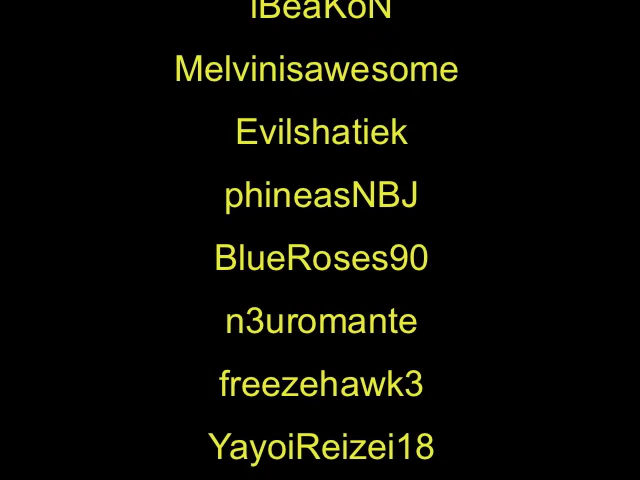 iBeaKoN
Melvinisawesome
Evilshatiek
phineasNBJ
BlueRoses90
n3uromante
freezehawk3
YayoiReizei18